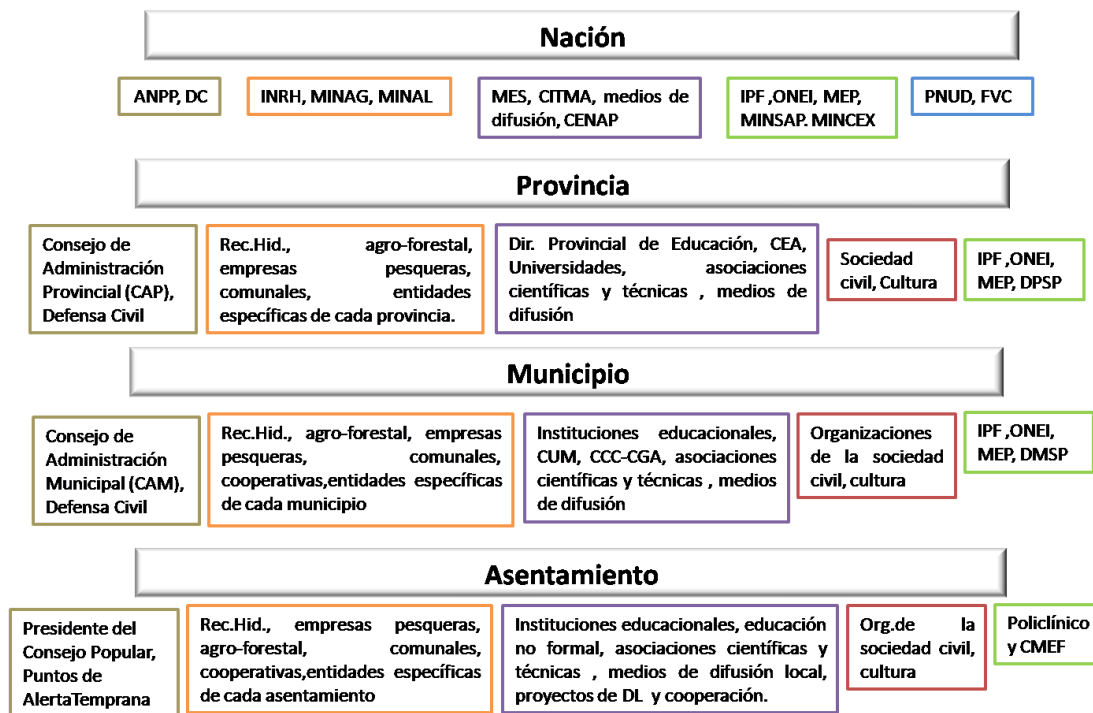 Nación
ANPP, DC
INRH, MINAG, MINAL
MES, CITMA, medios de
difusión, CENAP
IPF ,ONEI, MEP,
MINSAP. MINCEX
PNUD, FVC
Provincia
Consejo de
Administración
Provincial (CAP),
Defensa Civil
Rec.Hid., agro-forestal,
empresas pesqueras,
comunales, entidades
específicas de cada provincia.
Dir. Provincial de Educación, CEA,
Universidades, asociaciones
científicas y técnicas , medios de
difusión
Sociedad
civil, Cultura
IPF ,ONEI,
MEP, DPSP
Municipio
Consejo de
Administración
Municipal (CAM),
Defensa Civil
Rec.Hid., agro-forestal, empresas
pesqueras, comunales,
cooperativas,entidades específicas
de cada municipio
Instituciones educacionales,
CUM, CCC-CGA, asociaciones
científicas y técnicas , medios
de difusión
Organizaciones
de la sociedad
civil, cultura
IPF ,ONEI,
MEP, DMSP
Asentamiento
Presidente del
Consejo Popular,
Puntos de
AlertaTemprana
Rec.Hid., empresas pesqueras,
agro-forestal, comunales,
cooperativas,entidades específicas
de cada asentamiento
Instituciones educacionales, educación
no formal, asociaciones científicas y
técnicas , medios de difusión local,
proyectos de DL y cooperación.
Org.de la
sociedad civil,
cultura
Policlínico
y CMEF